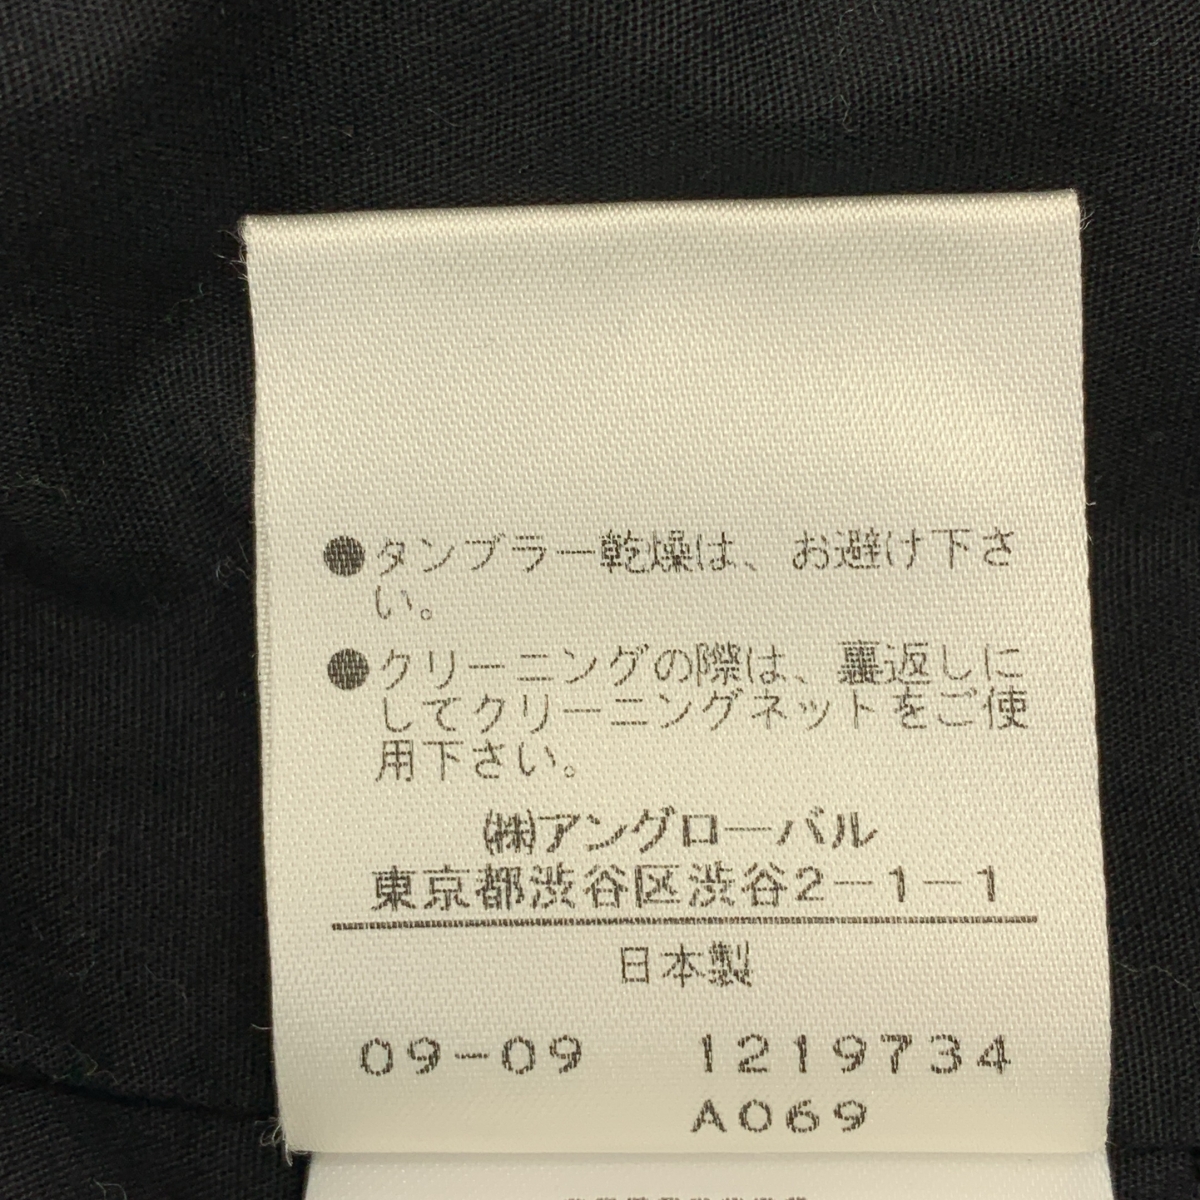 ●タンブラー乾燥は、お避け下さ
い。
●クリーニングの際は、裏返しに
してクリーニングネットをご使
用下さい。
㈱アングローバル
東京都渋谷区渋谷2-1-1
日本製
09-09 1219734
A069